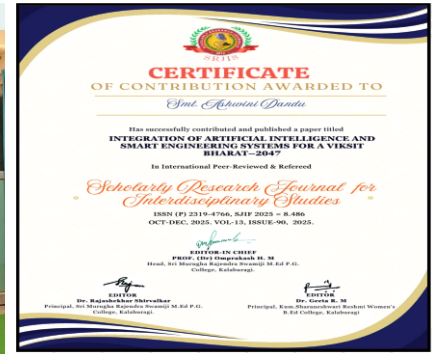 SRJIS
CERTIFICATE
OF CONTRIBUTION AWARDED TO
Smt. Ashwini Dandu
Has successfully contributed and published a paper titled
INTEGRATION OF ARTIFICIAL INTELLIGENCE AND
SMART ENGINEERING SYSTEMS FOR A VIKSIT
BHARAT–2047
In International Peer-Reviewed & Refereed
Scholarly Research Journal for
Interdisciplinary Studies
ISSN (P) 2319-4766, SJIF 2025 = 8.486
OCT-DEC, 2025. VOL-13, ISSUE-90, 2025.
EDITOR-IN CHIEF
PROF. (Dr) Omprakash H. M
Head, Sri Murugha Rajendra Swamiji M.Ed P.G.
College, Kalaburagi.
EDITOR
Dr. Rajashekhar Shirvalkar
Principal, Sri Murugha Rajendra Swamiji M.Ed P.G.
College, Kalaburagi.
EDITOR
Dr. Geeta R. M
Principal, Kum.Sharaneshwari Reshmi Women's
B.Ed College, Kalaburagi